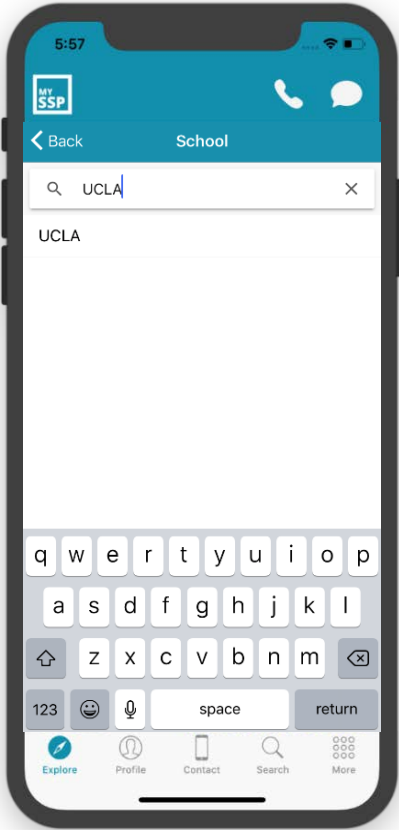 5:57
MY
SSP
Back
School
UCLA
UCLA
q w e r t y u i o p
a s d f g h j k l
z x c v b n m
123 space return
Explore Profile Contact Search More